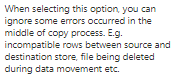 When selecting this option, you can
ignore some errors occurred in the
middle of copy process. E.g.
incompatible rows between source and
destination store, file being deleted
during data movement etc.